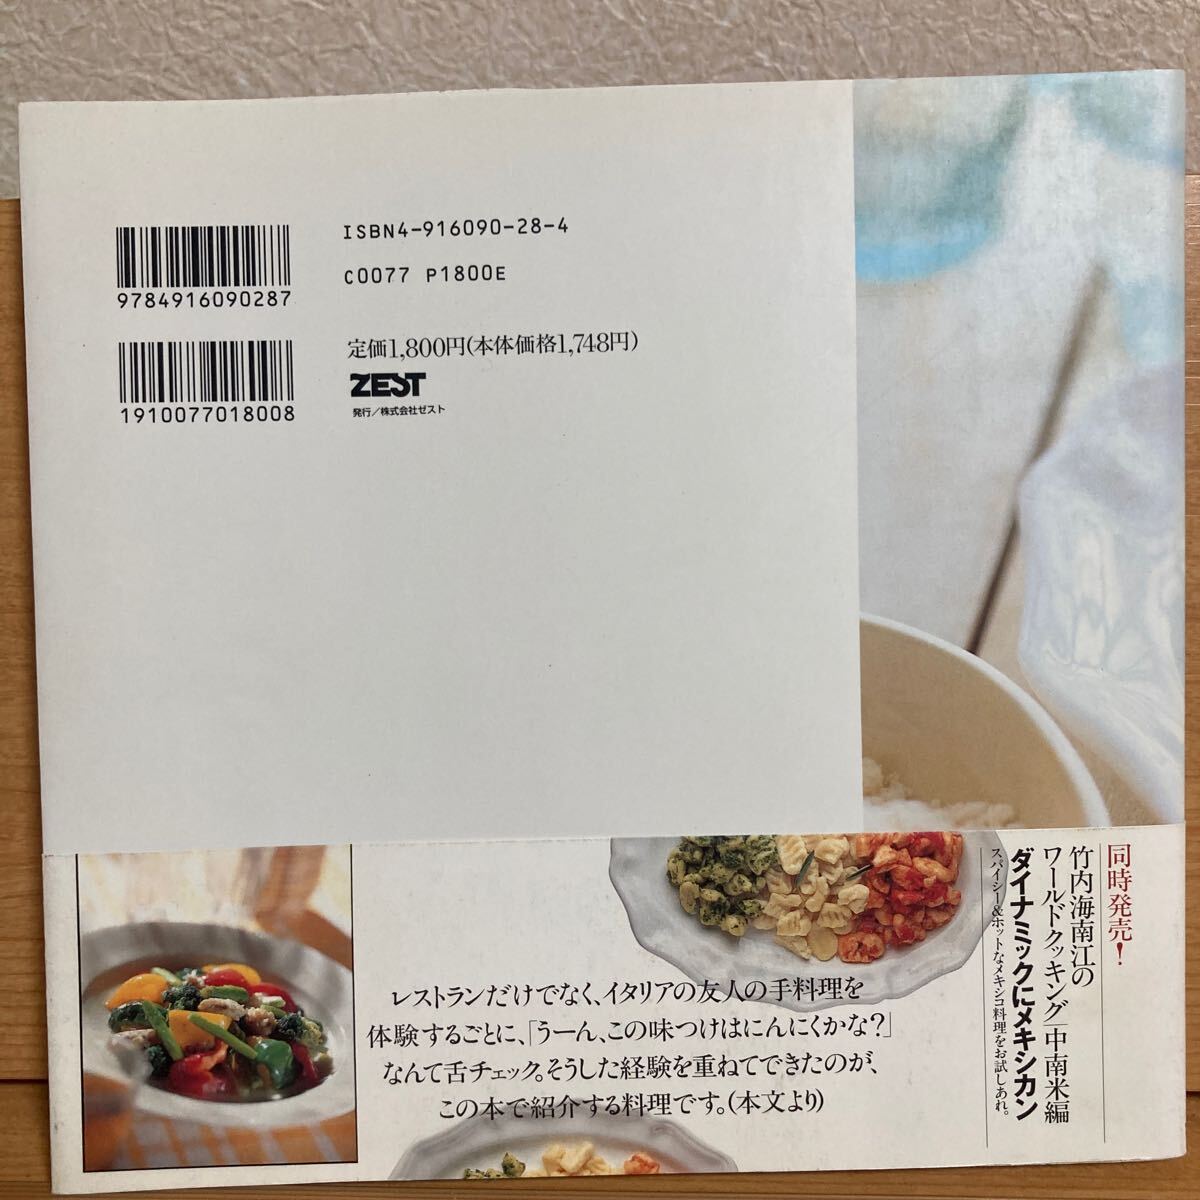 ISBN4-916090-28-4
C0077 P1800E
9784916090287
定価1,800円(本体価格1,748円)
ZEST
発行/株式会社ゼスト
1910077018008
同時発売!
竹内海南江の
ワールドクッキング「中南米編
ダイナミックにメキシカン
スパイシー&ホットなメキシコ料理をお試しあれ。
レストランだけでなく、イタリアの友人の手料理を
体験するごとに、「うーん、この味つけはにんにくかな?」
なんて舌チェック。そうした経験を重ねてできたのが、
この本で紹介する料理です。(本文より)